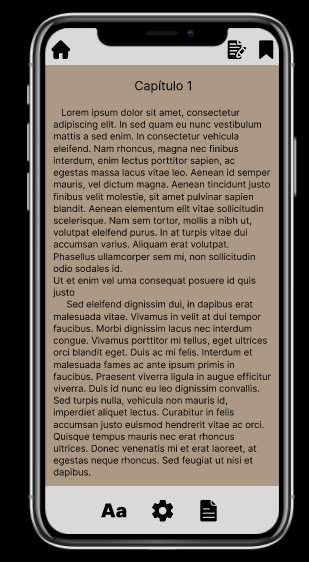 Capítulo 1
Lorem ipsum dolor sit amet, consectetur
adipiscing elit. In sed quam eu nunc vestibulum
mattis a sed enim. In consectetur vehicula
eleifend. Nam rhoncus, magna nec finibus
interdum, enim lectus porttitor sapien, ac
egestas massa lacus vitae leo. Aenean id semper
mauris, vel dictum magna. Aenean tincidunt justo
finibus velit molestie, sit amet pulvinar sapien
blandit. Aenean elementum elit vitae sollicitudin
scelerisque. Nam sem tortor, mollis a nibh ut,
volutpat eleifend purus. In at turpis vitae dui
accumsan varius. Aliquam erat volutpat.
Phasellus ullamcorper sem mi, non sollicitudin
odio sodales id.
Ut et enim vel urna consequat posuere id quis
justo
Sed eleifend dignissim dui, in dapibus erat
malesuada vitae. Vivamus in velit at dui tempor
faucibus. Morbi dignissim lacus nec interdum
congue. Vivamus porttitor mi tellus, eget ultrices
orci blandit eget. Duis ac mi felis. Interdum et
malesuada fames ac ante ipsum primis in
faucibus. Praesent viverra ligula in augue efficitur
viverra. Duis id nunc eu leo dignissim convallis.
Sed turpis nulla, vehicula non mauris id,
imperdiet aliquet lectus. Curabitur in felis
accumsan justo euismod hendrerit vitae ac orci.
Quisque tempus mauris nec erat rhoncus
ultrices. Donec venenatis mi et erat laoreet, at
egestas neque rhoncus. Sed feugiat ut nisi et
dapibus.
Aa